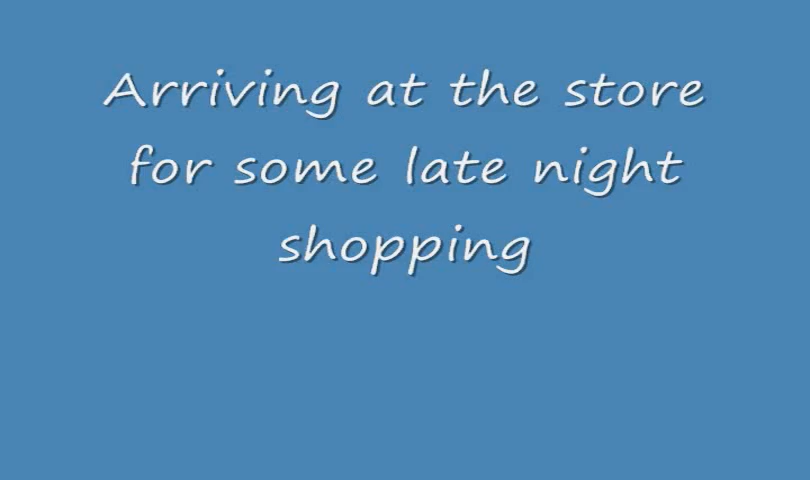 Arriving at the store
for some late night
shopping